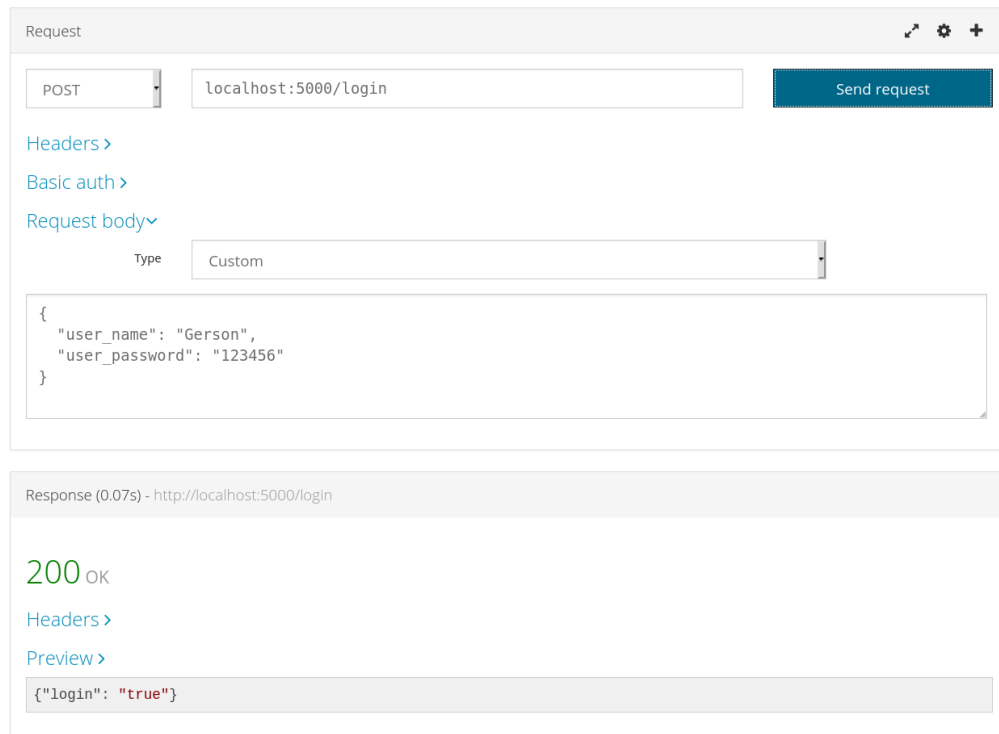 Request
POST
localhost:5000/login
Send request
Headers
Basic auth
Request body
Type
Custom
{
  "user_name": "Gerson",
  "user_password": "123456"
}
Response (0.07s) - http://localhost:5000/login
200 OK
Headers
Preview
{"login": "true"}